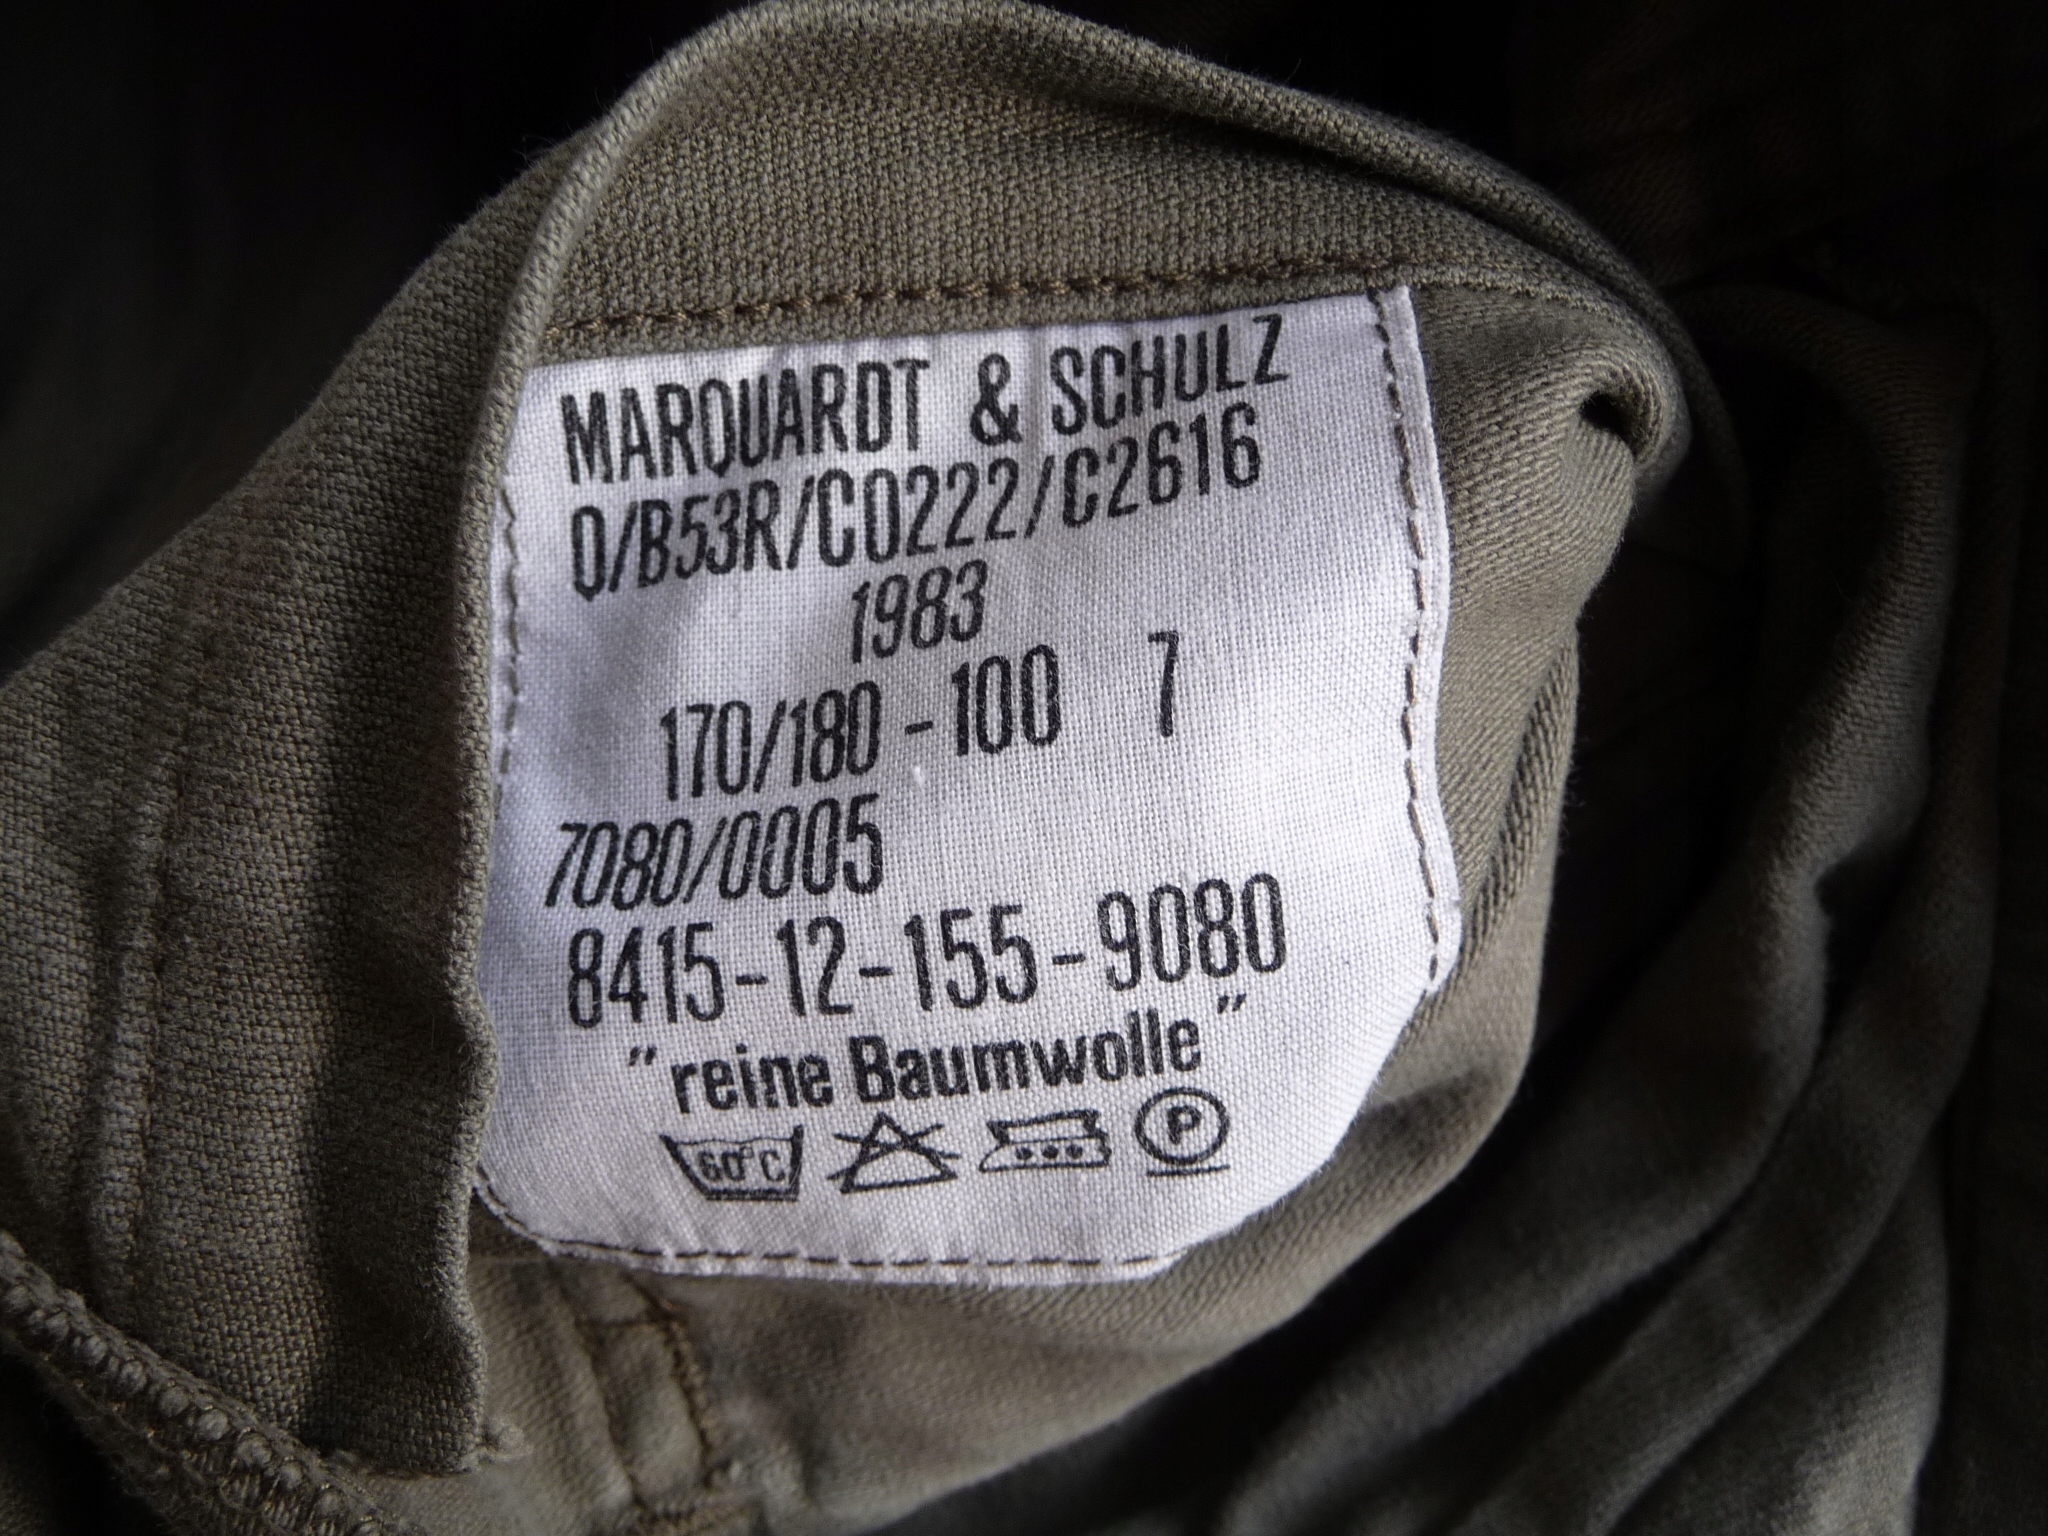 MARQUARDT & SCHULZ
0/B53R/C0222/C2616
1983
170/180 - 100 7
7080/0005
8415-12-155-9080
"reine Baumwolle"
60°C P